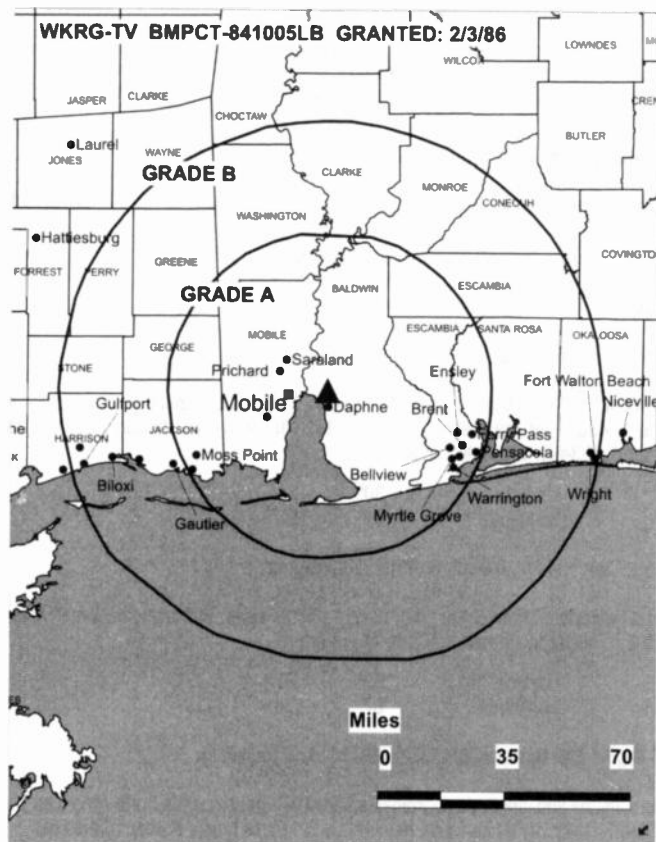 WKRG-TV BMPCT-841005LB GRANTED: 2/3/86
LOWNDES
WILCOX
JASPER
CLARKE
CHOCTAW
BUTLER
Laurel
JONES
WAYNE
GRADE B
CLARKE
MONROE
CONECUH
WASHINGTON
Hattiesburg
COVINGTON
FORREST
PERRY
GREENE
BALDWIN
GRADE A
ESCAMBIA
MOBILE
ESCAMBIA
SANTA ROSA
OKALOOSA
GEORGE
Saraland
STONE
Prichard
Ensley
Fort Walton Beach
Gulfport
Mobile
Daphne
Brent
Niceville
HARRISON
JACKSON
Ferry Pass
Moss Point
Pensacola
Biloxi
Bellview
Warrington
Wright
Gautier
Myrtle Grove
Miles
0 35 70